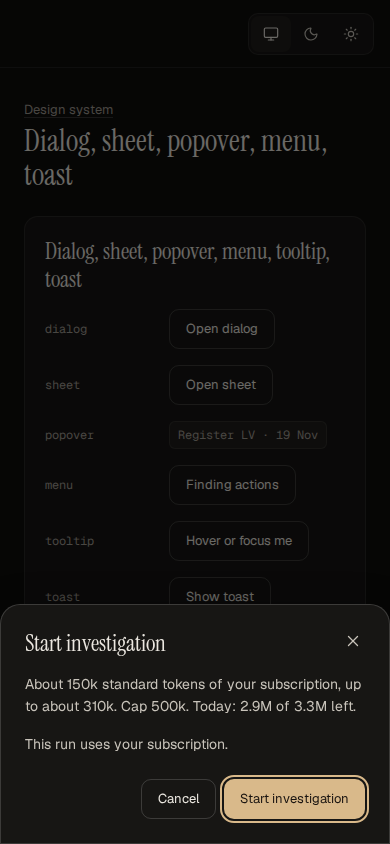 Design system
Dialog, sheet, popover, menu,
toast
Dialog, sheet, popover, menu, tooltip,
toast
dialog
Open dialog
sheet
Open sheet
popover
Register LV · 19 Nov
menu
Finding actions
tooltip
Hover or focus me
toast
Show toast
Start investigation
About 150k standard tokens of your subscription, up
to about 310k. Cap 500k. Today: 2.9M of 3.3M left.
This run uses your subscription.
Cancel
Start investigation